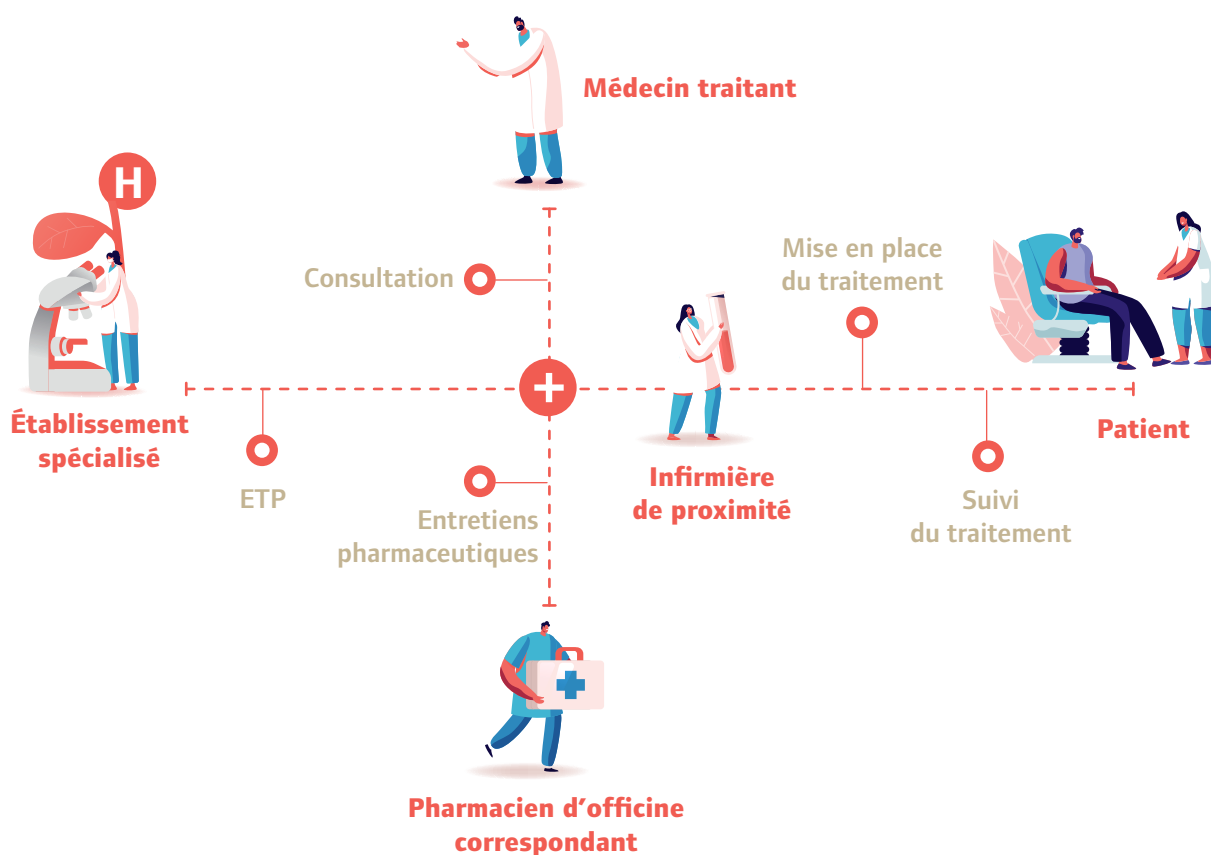 Médecin traitant
H
Consultation
Mise en place
du traitement
Établissement
spécialisé
ETP
Entretiens
pharmaceutiques
Infirmière
de proximité
Patient
Suivi
du traitement
Pharmacien d’officine
correspondant